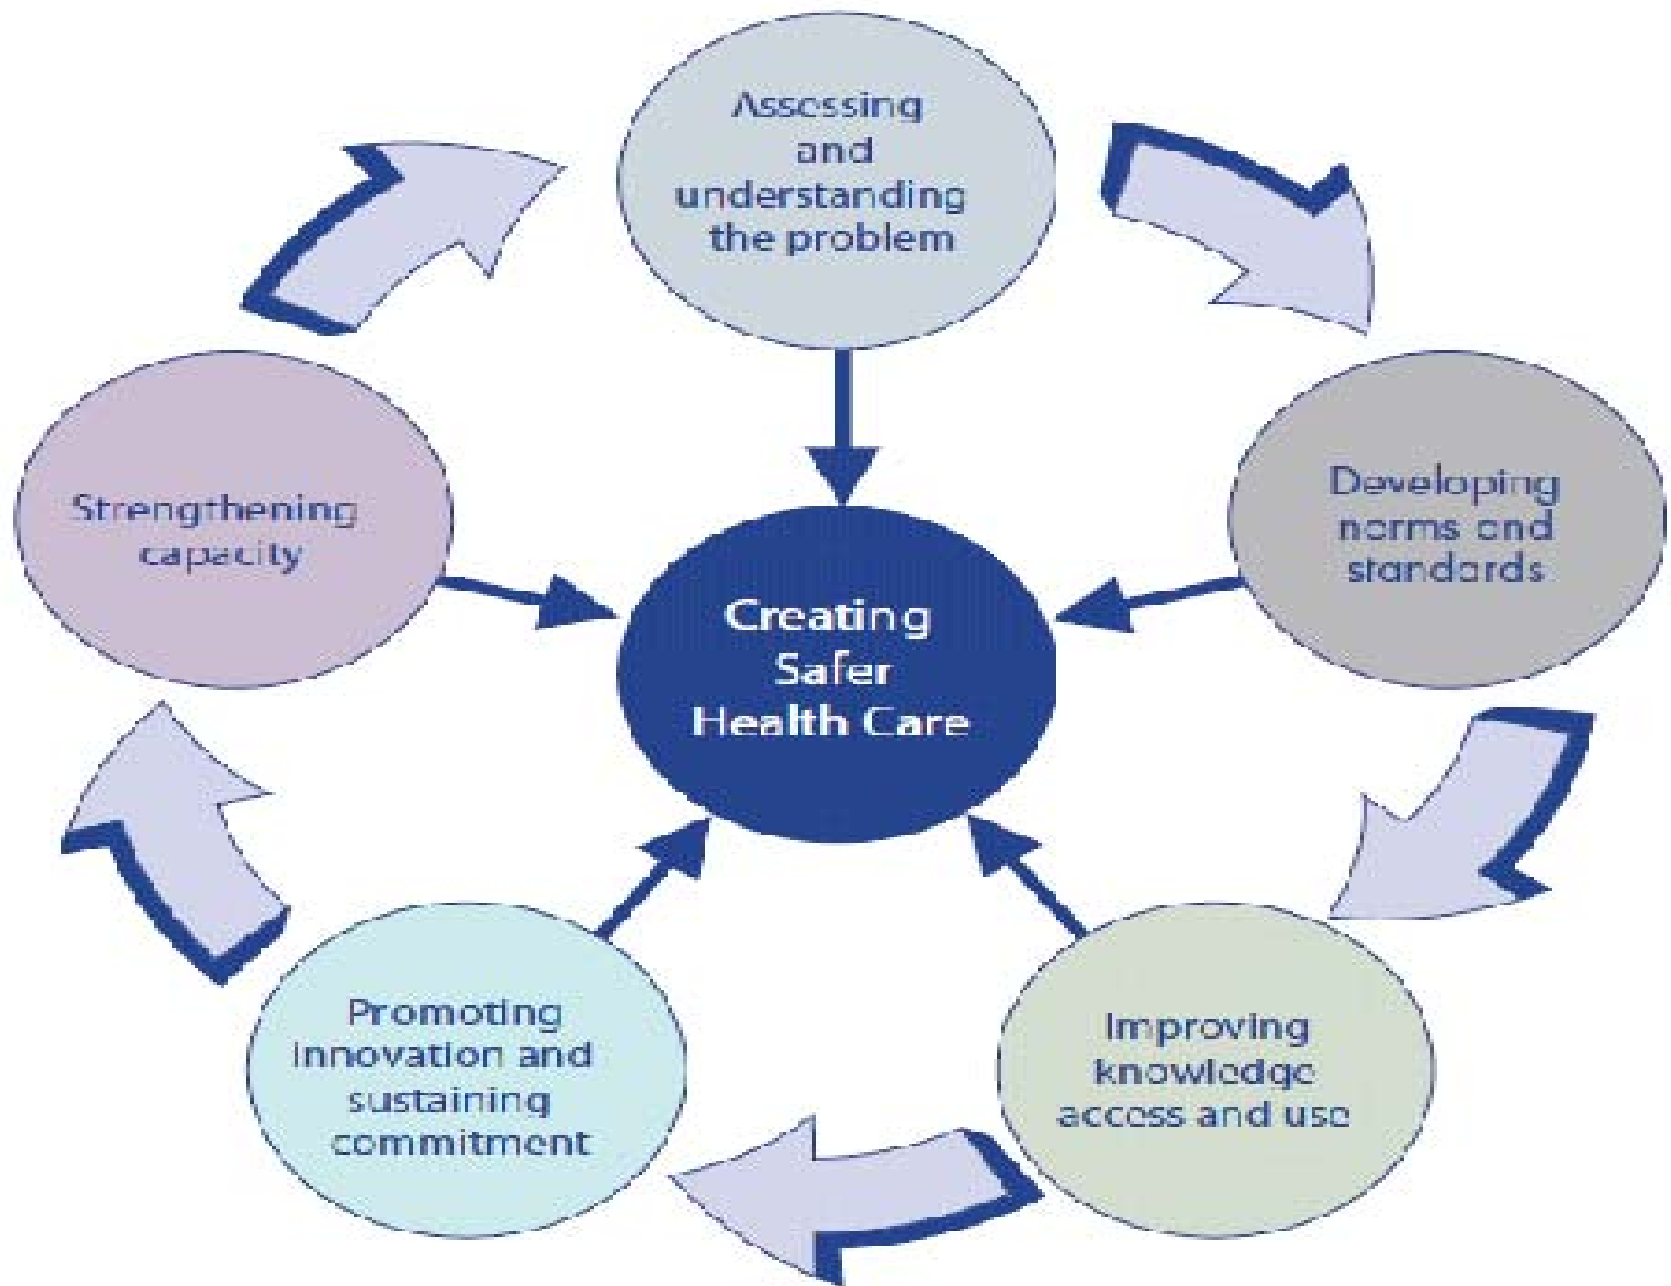 Assessing
and
understanding
the problem
Developing
norms and
standards
Strengthening
capacity
Creating
Safer
Health Care
Promoting
innovation and
sustaining
commitment
Improving
knowledge
access and use